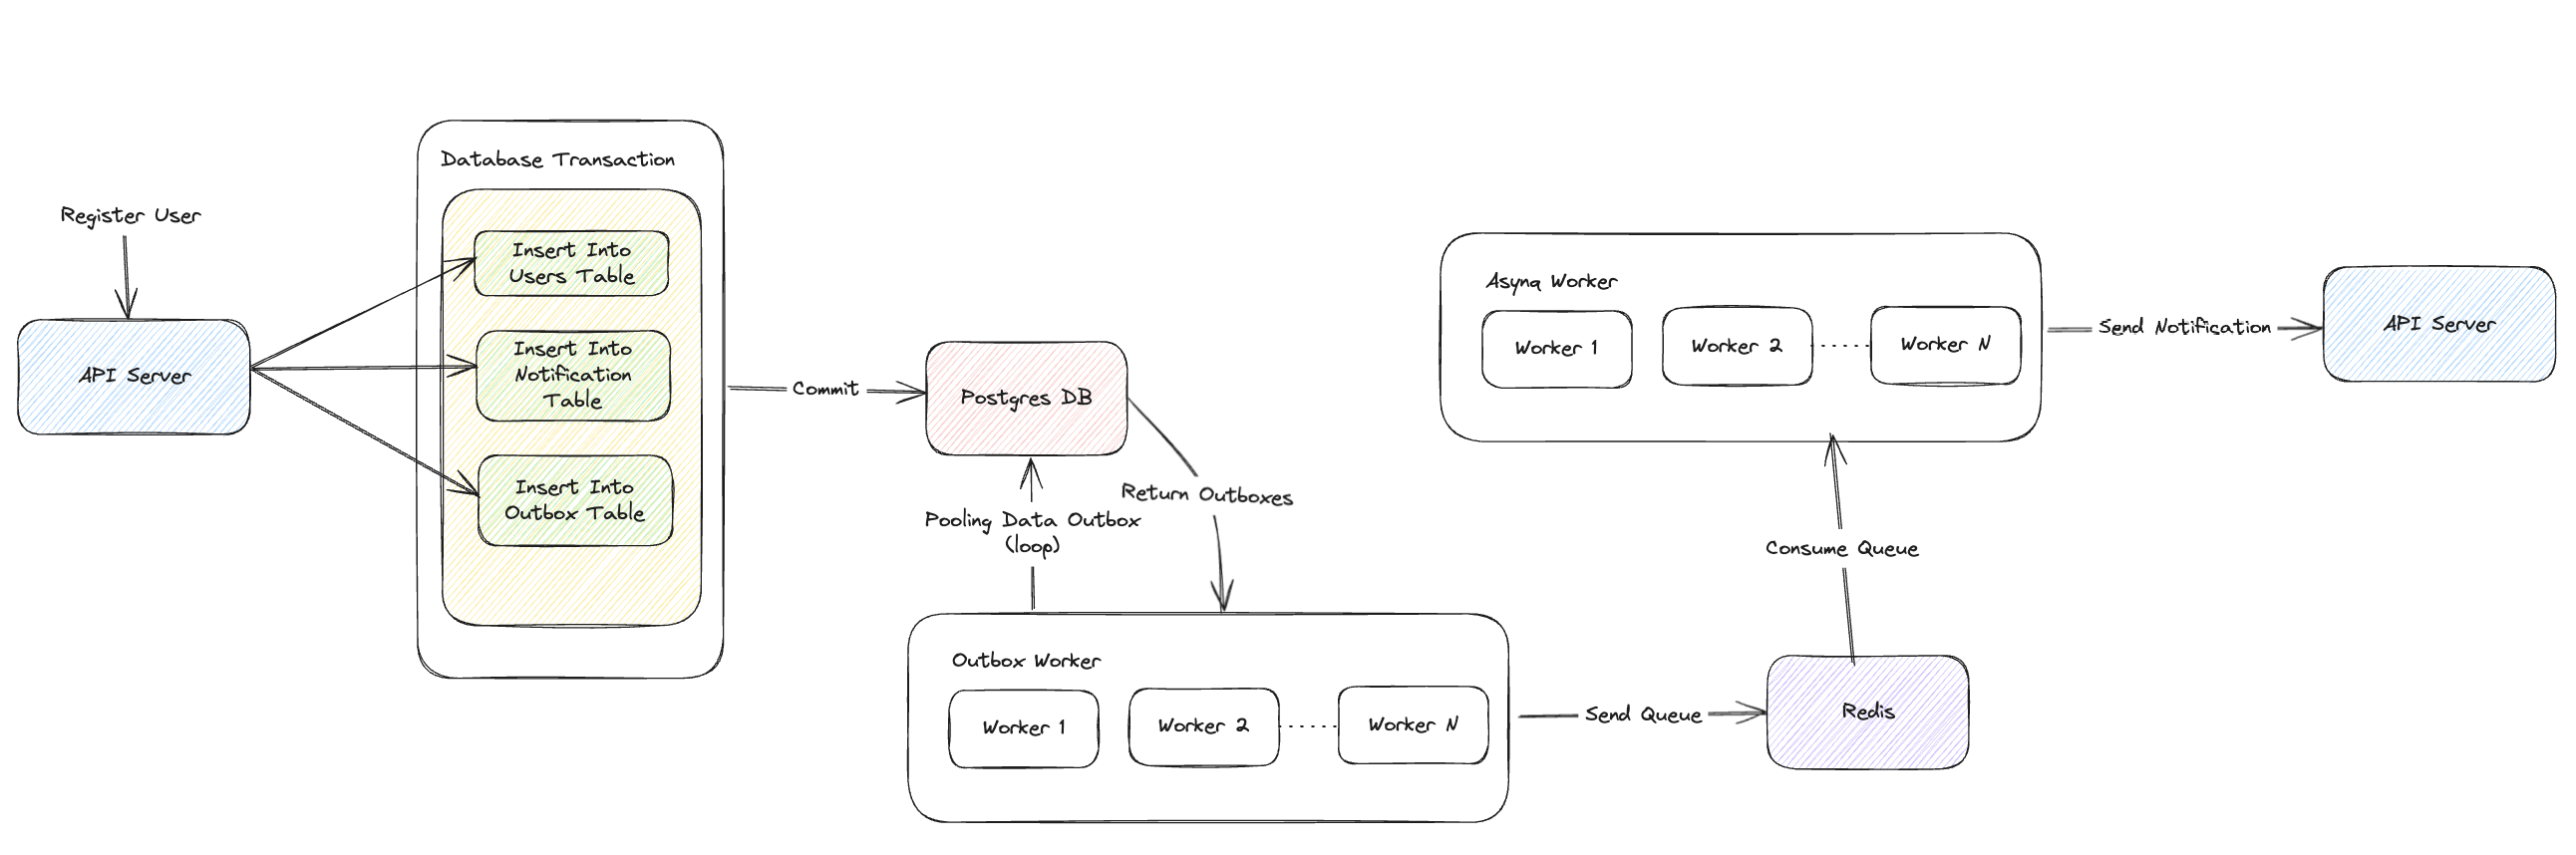 Register User
API Server
Database Transaction
Insert Into
Users Table
Insert Into
Notification
Table
Insert Into
Outbox Table
Commit
Postgres DB
Pooling Data Outbox
(loop)
Return Outboxes
Outbox Worker
Worker 1
Worker 2
Worker N
Send Queue
Redis
Consume Queue
Asynq Worker
Worker 1
Worker 2
Worker N
Send Notification
API Server